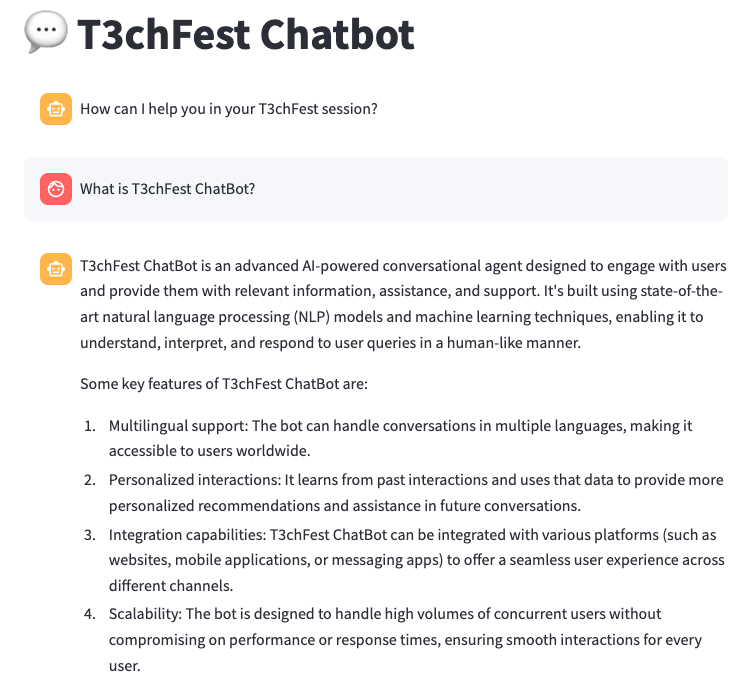 T3chFest Chatbot
How can I help you in your T3chFest session?
What is T3chFest ChatBot?
T3chFest ChatBot is an advanced AI-powered conversational agent designed to engage with users
and provide them with relevant information, assistance, and support. It's built using state-of-the-
art natural language processing (NLP) models and machine learning techniques, enabling it to
understand, interpret, and respond to user queries in a human-like manner.
Some key features of T3chFest ChatBot are:
1. Multilingual support: The bot can handle conversations in multiple languages, making it
accessible to users worldwide.
2. Personalized interactions: It learns from past interactions and uses that data to provide more
personalized recommendations and assistance in future conversations.
3. Integration capabilities: T3chFest ChatBot can be integrated with various platforms (such as
websites, mobile applications, or messaging apps) to offer a seamless user experience across
different channels.
4. Scalability: The bot is designed to handle high volumes of concurrent users without
compromising on performance or response times, ensuring smooth interactions for every
user.